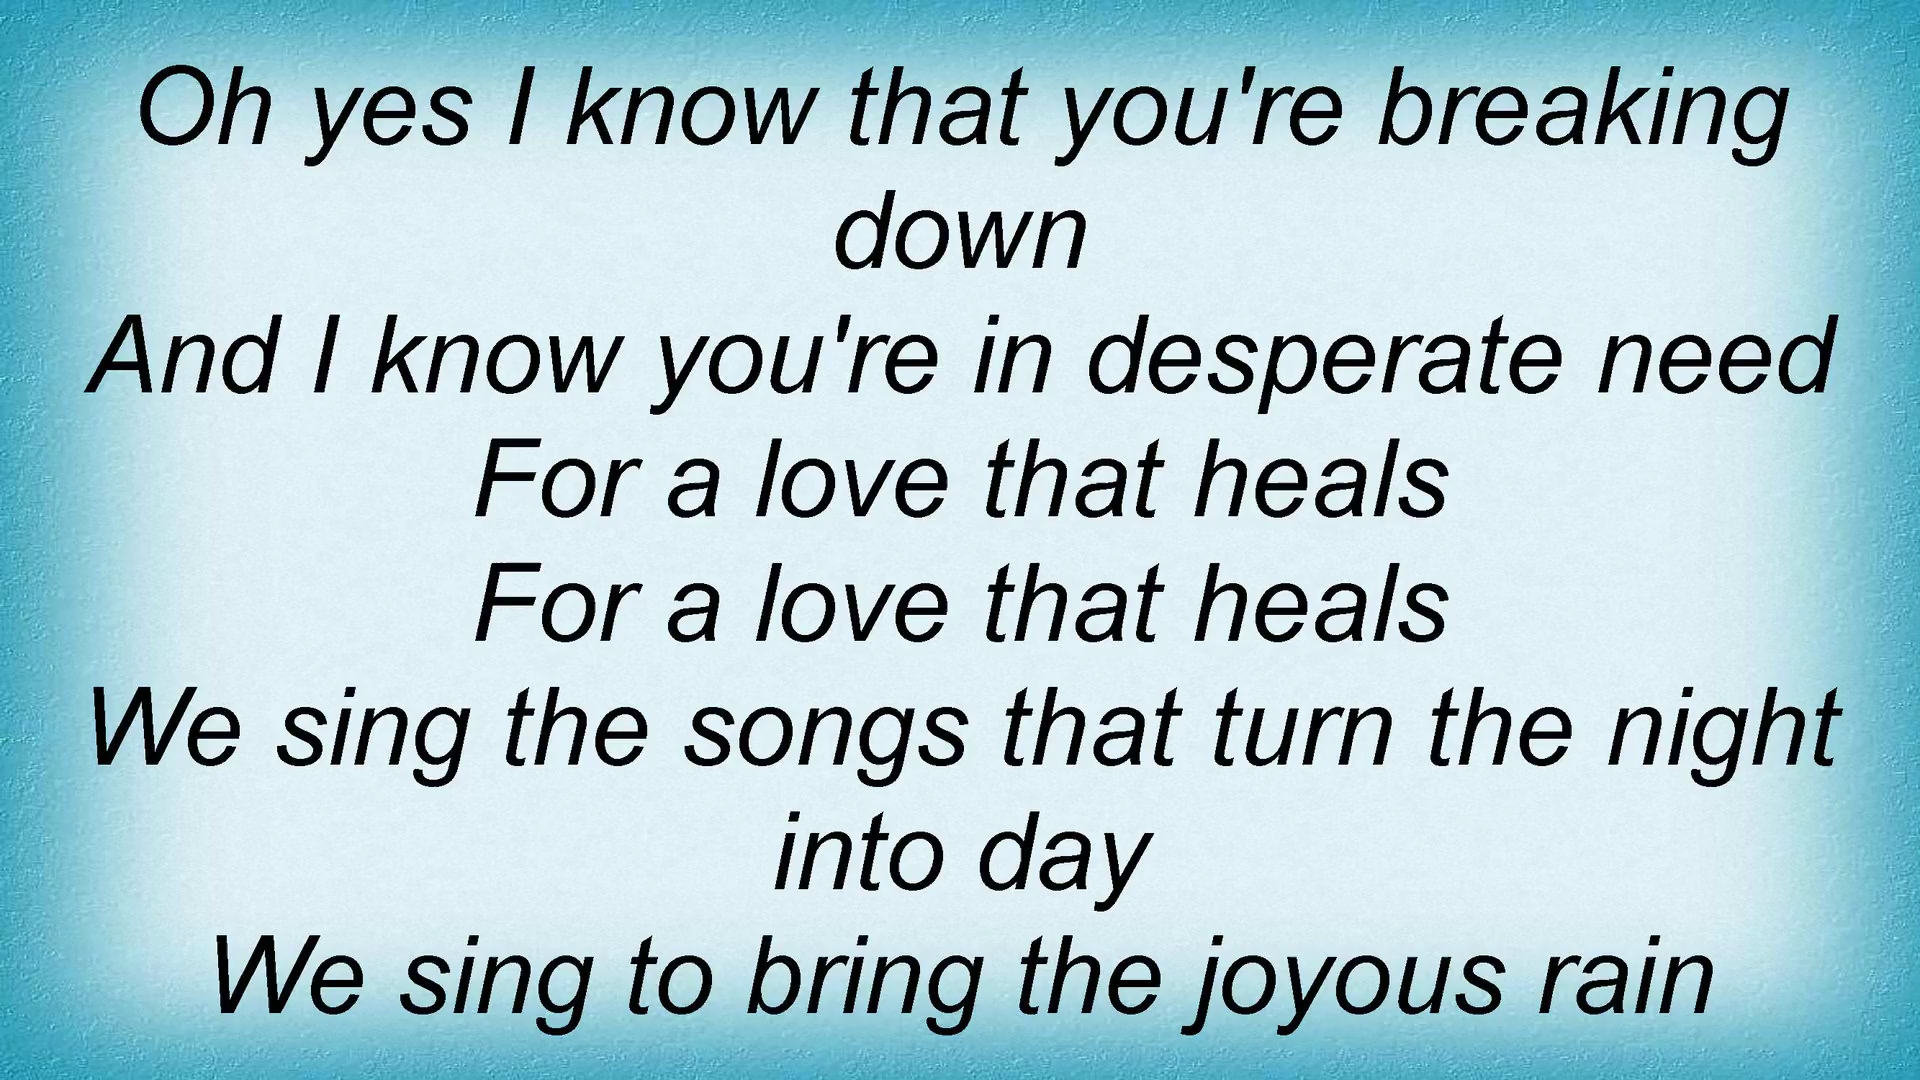 Oh yes I know that you're breaking
down
And I know you're in desperate need
For a love that heals
For a love that heals
We sing the songs that turn the night
into day
We sing to bring the joyous rain